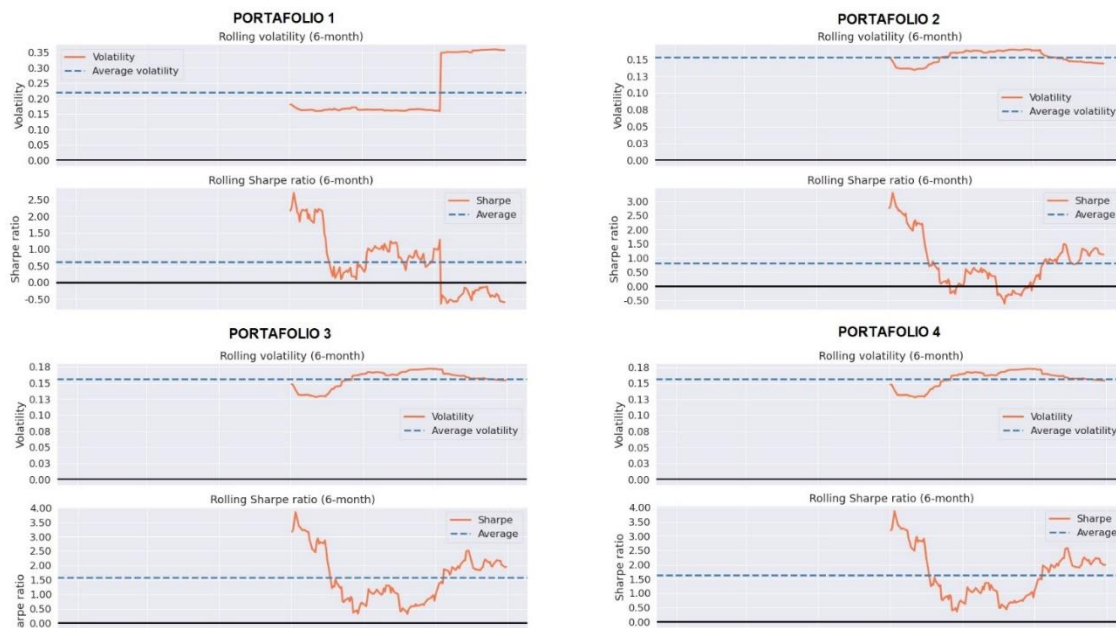 PORTAFOLIO 1
Rolling volatility (6-month)
Volatility
0.35
0.30
0.25
0.20
0.15
0.10
0.05
0.00
Volatility
Average volatility
Rolling Sharpe ratio (6-month)
Sharpe ratio
2.50
2.00
1.50
1.00
0.50
0.00
-0.50
Sharpe
Average
PORTAFOLIO 2
Rolling volatility (6-month)
Volatility
0.15
0.13
0.10
0.08
0.05
0.03
0.00
Volatility
Average volatility
Rolling Sharpe ratio (6-month)
Sharpe ratio
3.00
2.50
2.00
1.50
1.00
0.50
0.00
-0.50
Sharpe
Average
PORTAFOLIO 3
Rolling volatility (6-month)
Volatility
0.18
0.15
0.13
0.10
0.08
0.05
0.03
0.00
Volatility
Average volatility
Rolling Sharpe ratio (6-month)
arpe ratio
4.00
3.50
3.00
2.50
2.00
1.50
1.00
0.50
0.00
Sharpe
Average
PORTAFOLIO 4
Rolling volatility (6-month)
Volatility
0.18
0.15
0.13
0.10
0.08
0.05
0.03
0.00
Volatility
Average volatility
Rolling Sharpe ratio (6-month)
Sharpe ratio
4.00
3.50
3.00
2.50
2.00
1.50
1.00
0.50
0.00
Sharpe
Average